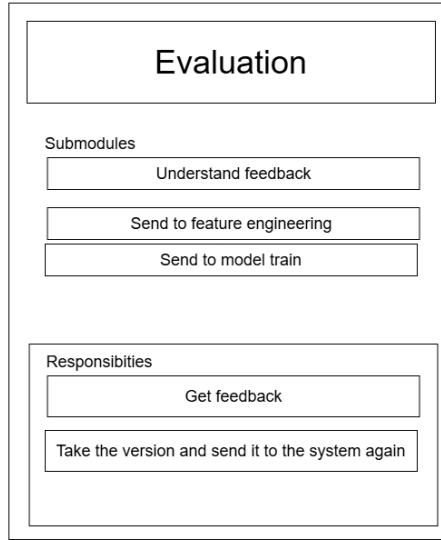 Evaluation
Submodules
Understand feedback
Send to feature engineering
Send to model train
Responsibities
Get feedback
Take the version and send it to the system again